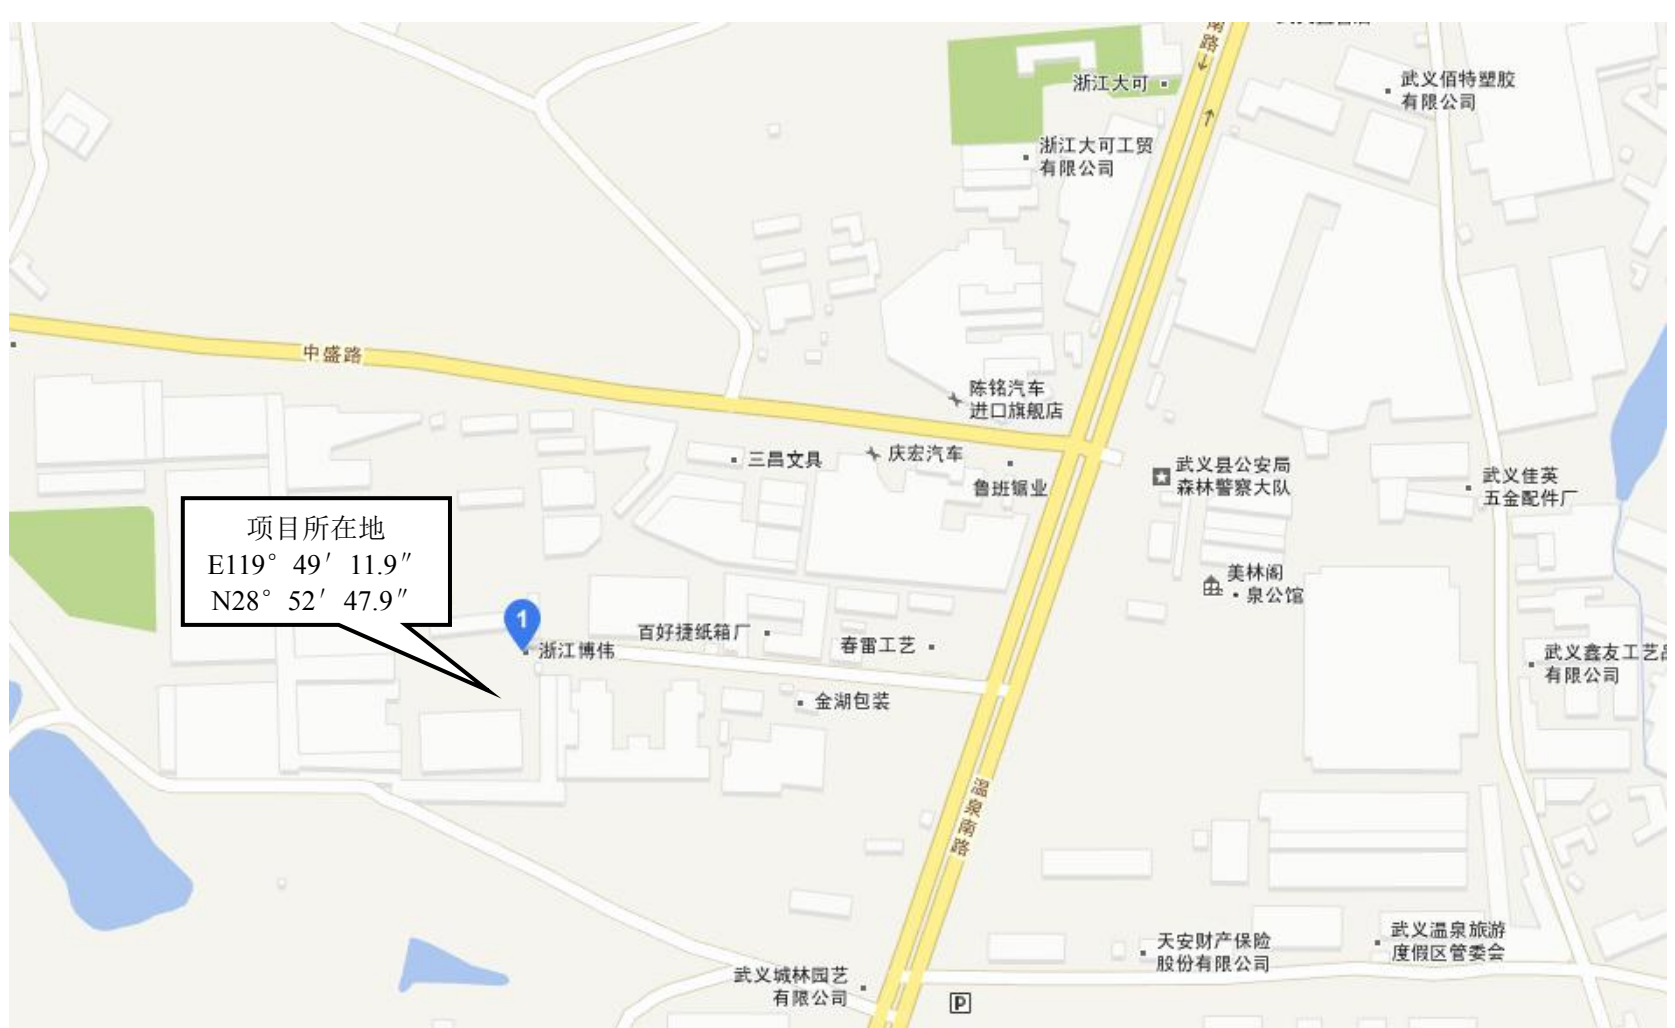 南路
浙江大可
武义佰特塑胶
有限公司
浙江大可工贸
有限公司
中盛路
陈铭汽车
进口旗舰店
三昌文具
庆宏汽车
鲁班锯业
武义县公安局
森林警察大队
武义佳英
五金配件厂
项目所在地
E119° 49′ 11.9″
N28° 52′ 47.9″
美林阁
泉公馆
1
浙江博伟
百好捷纸箱厂
春雷工艺
武义鑫友工艺品
有限公司
金湖包装
温泉南路
天安财产保险
股份有限公司
武义温泉旅游
度假区管委会
武义城林园艺
有限公司
P